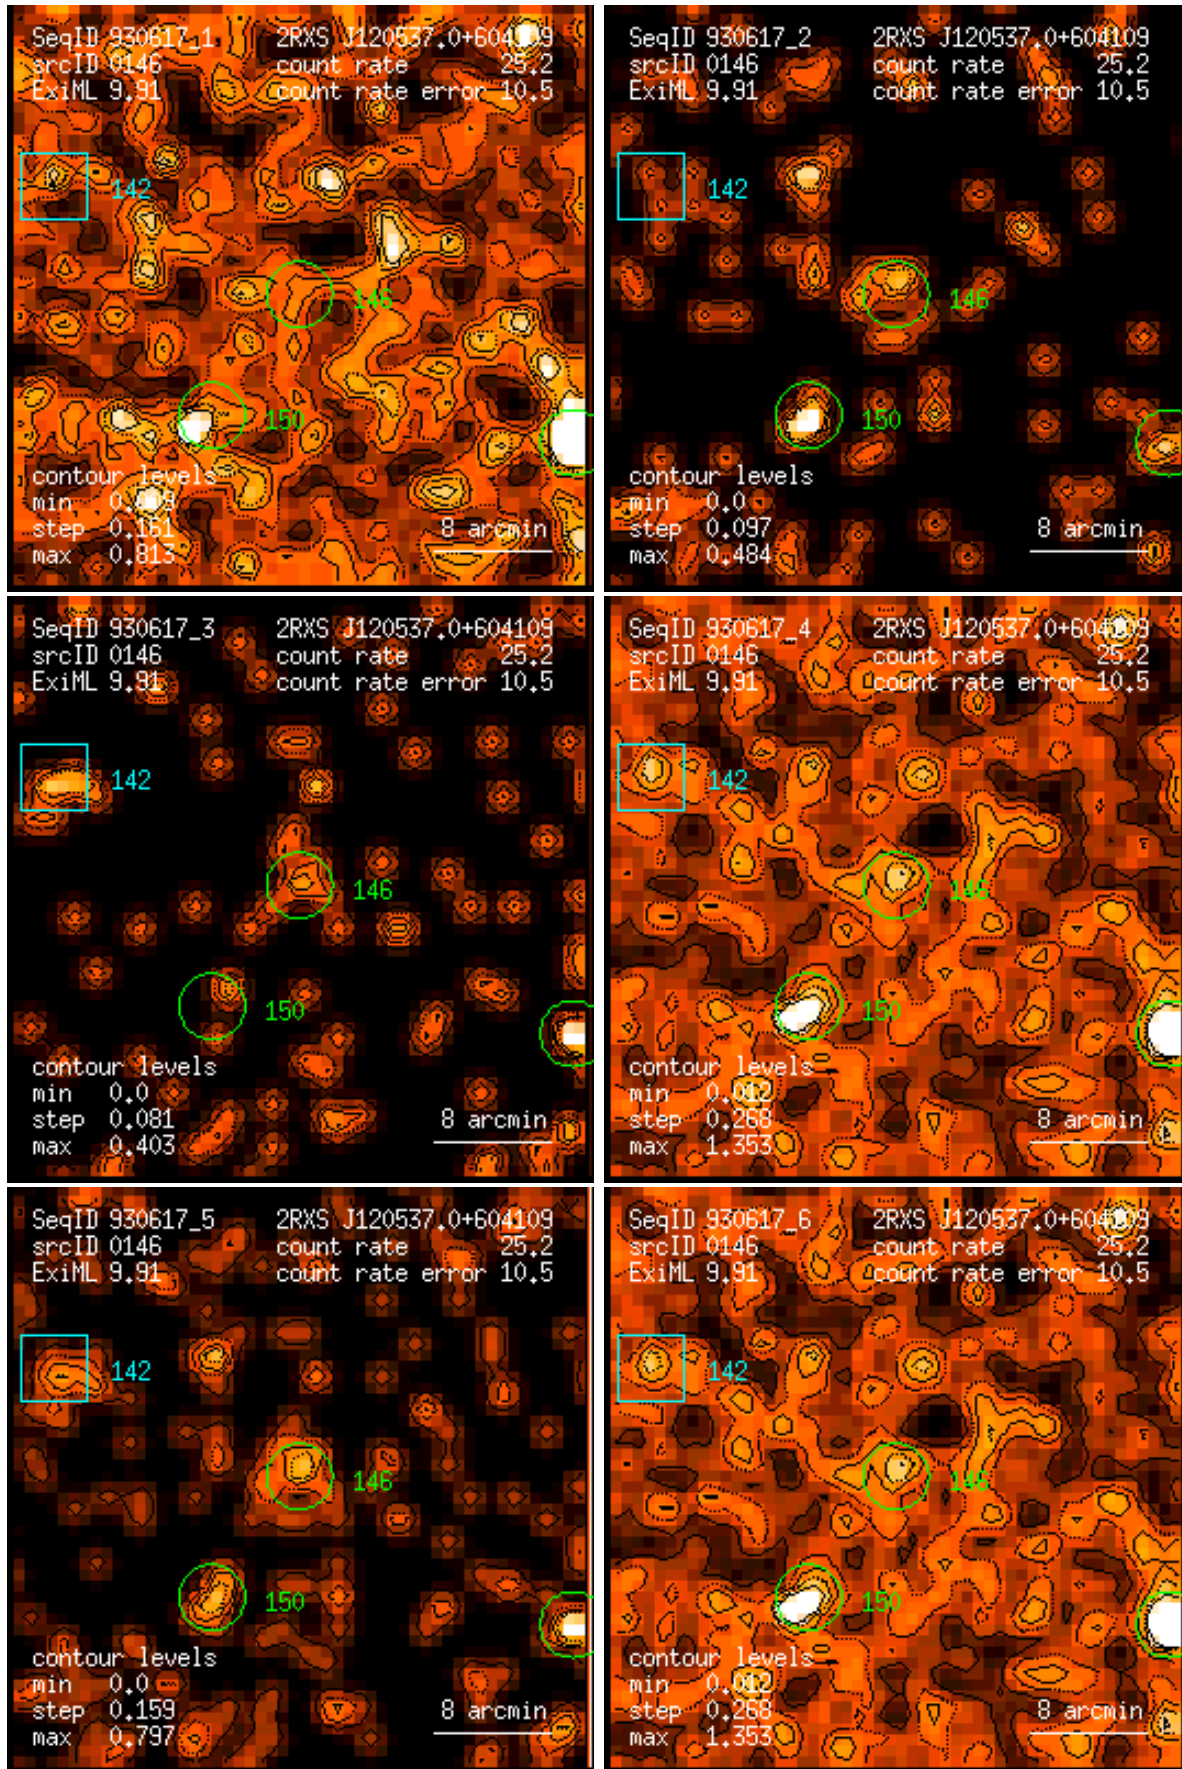 SeqID 930617_1 2RXS J120537.0+604109
srcID 0146 count rate 25.2
ExiML 9.91 count rate error 10.5
142
146
150
contour levels
min 0.009
step 0.161 8 arcmin
max 0.813
SeqID 930617_2 2RXS J120537.0+604109
srcID 0146 count rate 25.2
ExiML 9.91 count rate error 10.5
142
146
150
contour levels
min 0.0
step 0.097 8 arcmin
max 0.484
SeqID 930617_3 2RXS J120537.0+604109
srcID 0146 count rate 25.2
ExiML 9.91 count rate error 10.5
142
146
150
contour levels
min 0.0
step 0.081 8 arcmin
max 0.403
SeqID 930617_4 2RXS J120537.0+604109
srcID 0146 count rate 25.2
ExiML 9.91 count rate error 10.5
142
146
150
contour levels
min 0.012
step 0.268 8 arcmin
max 1.353
SeqID 930617_5 2RXS J120537.0+604109
srcID 0146 count rate 25.2
ExiML 9.91 count rate error 10.5
142
146
150
contour levels
min 0.0
step 0.159 8 arcmin
max 0.797
SeqID 930617_6 2RXS J120537.0+604109
srcID 0146 count rate 25.2
ExiML 9.91 count rate error 10.5
142
146
150
contour levels
min 0.012
step 0.268 8 arcmin
max 1.353